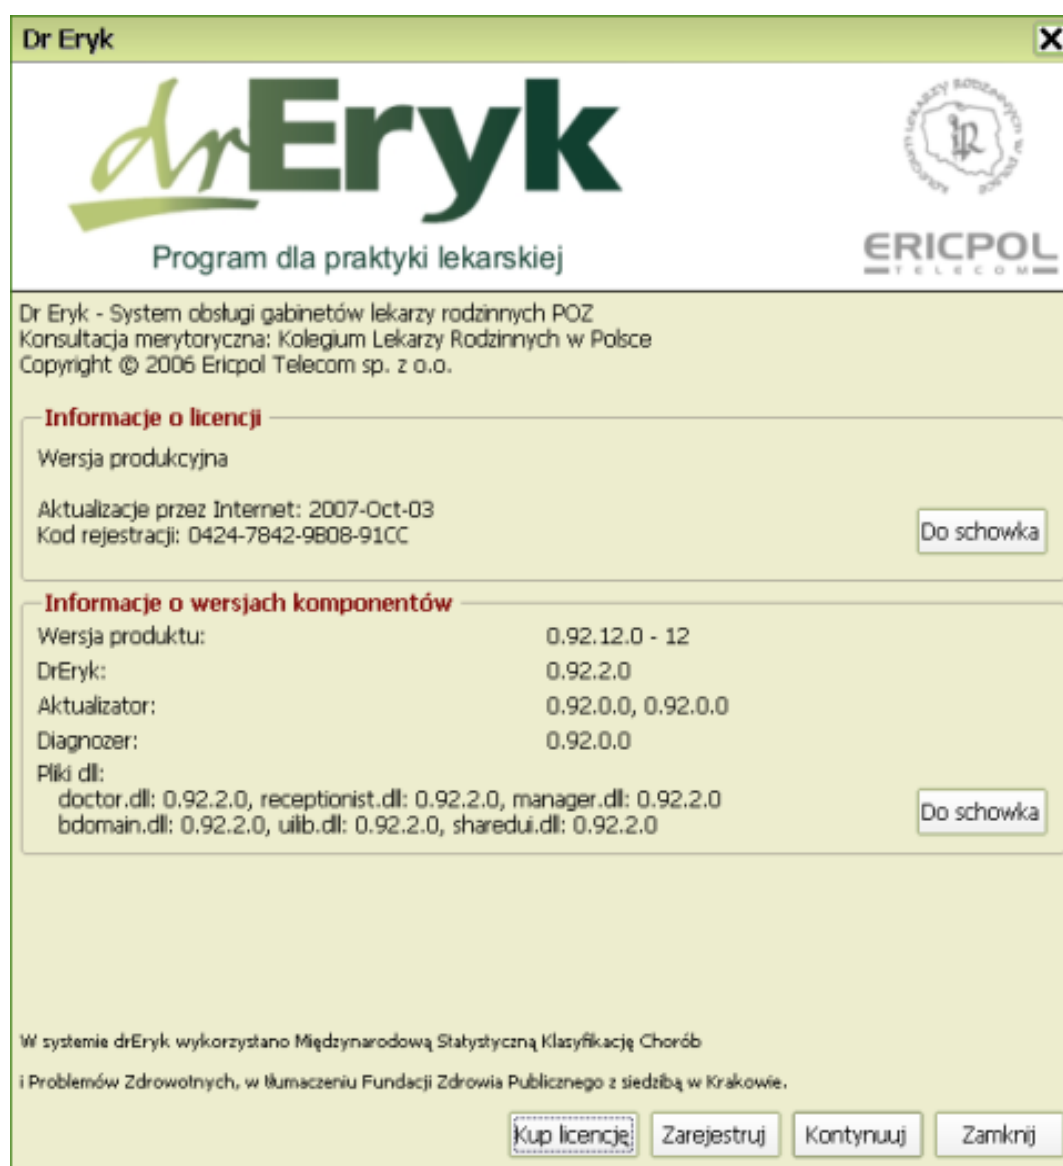 Dr Eryk
drEryk
Program dla praktyki lekarskiej
KOLEGIUM LEKARZY RODZINNYCH W POLSCE
ERICPOL
TELECOM
Dr Eryk - System obsługi gabinetów lekarzy rodzinnych POZ
Konsultacja merytoryczna: Kolegium Lekarzy Rodzinnych w Polsce
Copyright © 2006 Ericpol Telecom sp. z o.o.
Informacje o licencji
Wersja produkcyjna
Aktualizacje przez Internet: 2007-Oct-03
Kod rejestracji: 0424-7842-9B08-91CC
Do schowka
Informacje o wersjach komponentów
Wersja produktu: 0.92.12.0 - 12
DrEryk: 0.92.2.0
Aktualizator: 0.92.0.0, 0.92.0.0
Diagnozer: 0.92.0.0
Pliki dll:
doctor.dll: 0.92.2.0, receptionist.dll: 0.92.2.0, manager.dll: 0.92.2.0
bdomain.dll: 0.92.2.0, uilib.dll: 0.92.2.0, sharedui.dll: 0.92.2.0
Do schowka
W systemie drEryk wykorzystano Międzynarodową Statystyczną Klasyfikację Chorób
i Problemów Zdrowotnych, w tłumaczeniu Fundacji Zdrowia Publicznego z siedzibą w Krakowie.
Kup licencję Zarejestruj Kontynuuj Zamknij